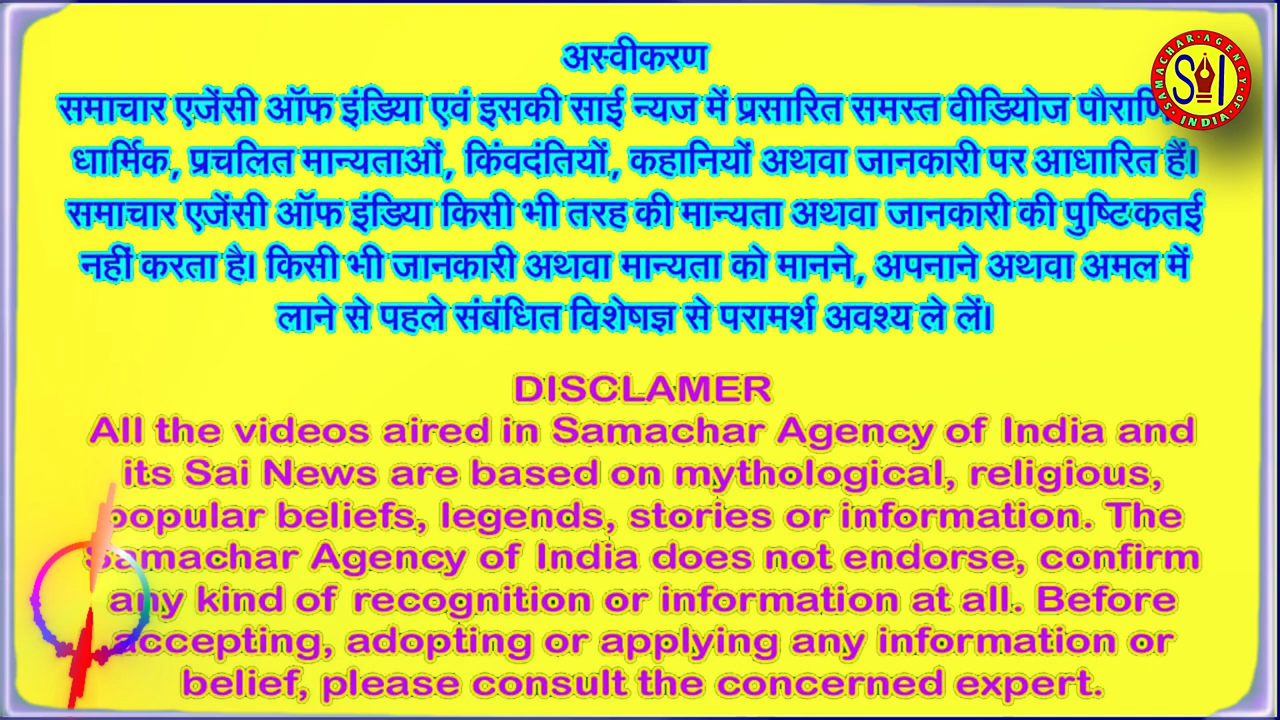 अस्वीकरण
समाचार एजेंसी ऑफ इंडिया एवं इसकी साई न्यज में प्रसारित समस्त वीडियोज
धार्मिक, प्रचलित मान्यताओं, किंवदंतियों, कहानियों अथवा जानकारी पर आधारित हैं।
समाचार एजेंसी ऑफ इंडिया किसी भी तरह की मान्यता अथवा जानकारी की पुष्टि कतई
नहीं करता है। किसी भी जानकारी अथवा मान्यता को मानने, अपनाने अथवा अमल में
लाने से पहले संबंधित विशेषज्ञ से परामर्श अवश्य ले लें।
SAI
SAMACHAR·AGENCY·OF·INDIA·
DISCLAMER
All the videos aired in Samachar Agency of India and
its Sai News are based on mythological, religious,
popular beliefs, legends, stories or information. The
Samachar Agency of India does not endorse, confirm
any kind of recognition or information at all. Before
accepting, adopting or applying any information or
belief, please consult the concerned expert.